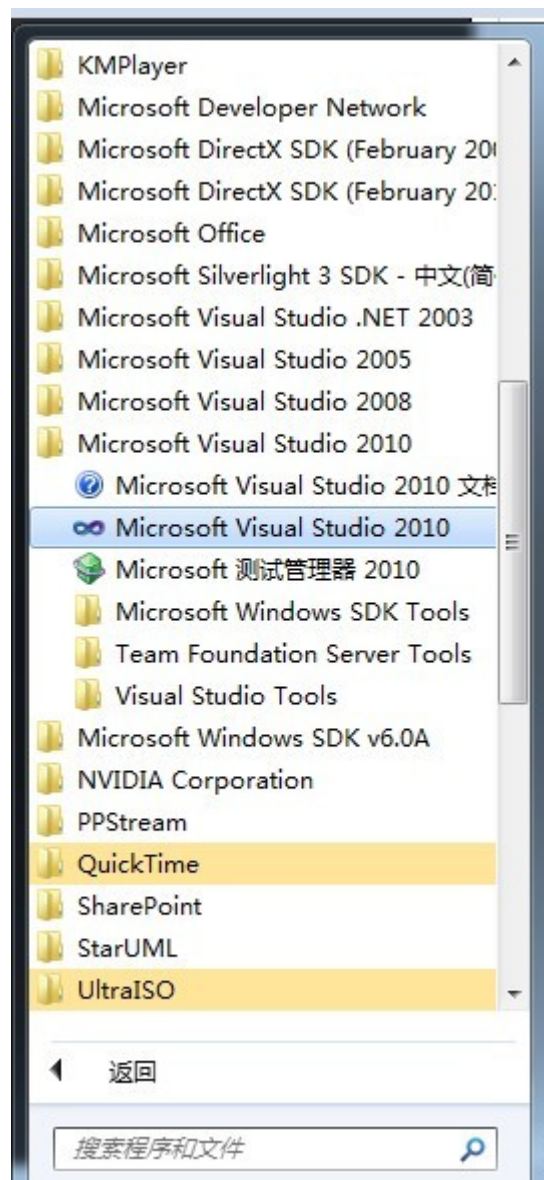 KMPlayer
Microsoft Developer Network
Microsoft DirectX SDK (February 20
Microsoft DirectX SDK (February 20
Microsoft Office
Microsoft Silverlight 3 SDK - 中文(简
Microsoft Visual Studio .NET 2003
Microsoft Visual Studio 2005
Microsoft Visual Studio 2008
Microsoft Visual Studio 2010
Microsoft Visual Studio 2010 文档
Microsoft Visual Studio 2010
Microsoft 测试管理器 2010
Microsoft Windows SDK Tools
Team Foundation Server Tools
Visual Studio Tools
Microsoft Windows SDK v6.0A
NVIDIA Corporation
PPStream
QuickTime
SharePoint
StarUML
UltraISO
返回
搜索程序和文件